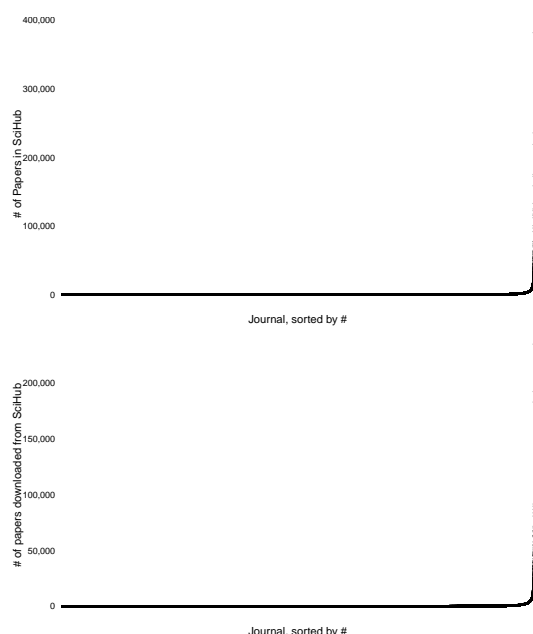 400,000
300,000
200,000
100,000
0
# of Papers in SciHub
Journal, sorted by #
200,000
150,000
100,000
50,000
0
# of papers downloaded from SciHub
Journal, sorted by #